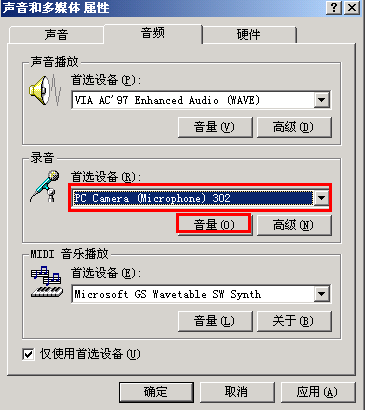 声音和多媒体 属性
声音 音频 硬件
声音播放
首选设备(P):
VIA AC'97 Enhanced Audio (WAVE)
音量(V) 高级(D)
录音
首选设备(R):
PC Camera (Microphone) 302
音量(O) 高级(N)
MIDI 音乐播放
首选设备(E):
Microsoft GS Wavetable SW Synth
音量(L) 关于(B)
仅使用首选设备(U)
确定 取消 应用(A)